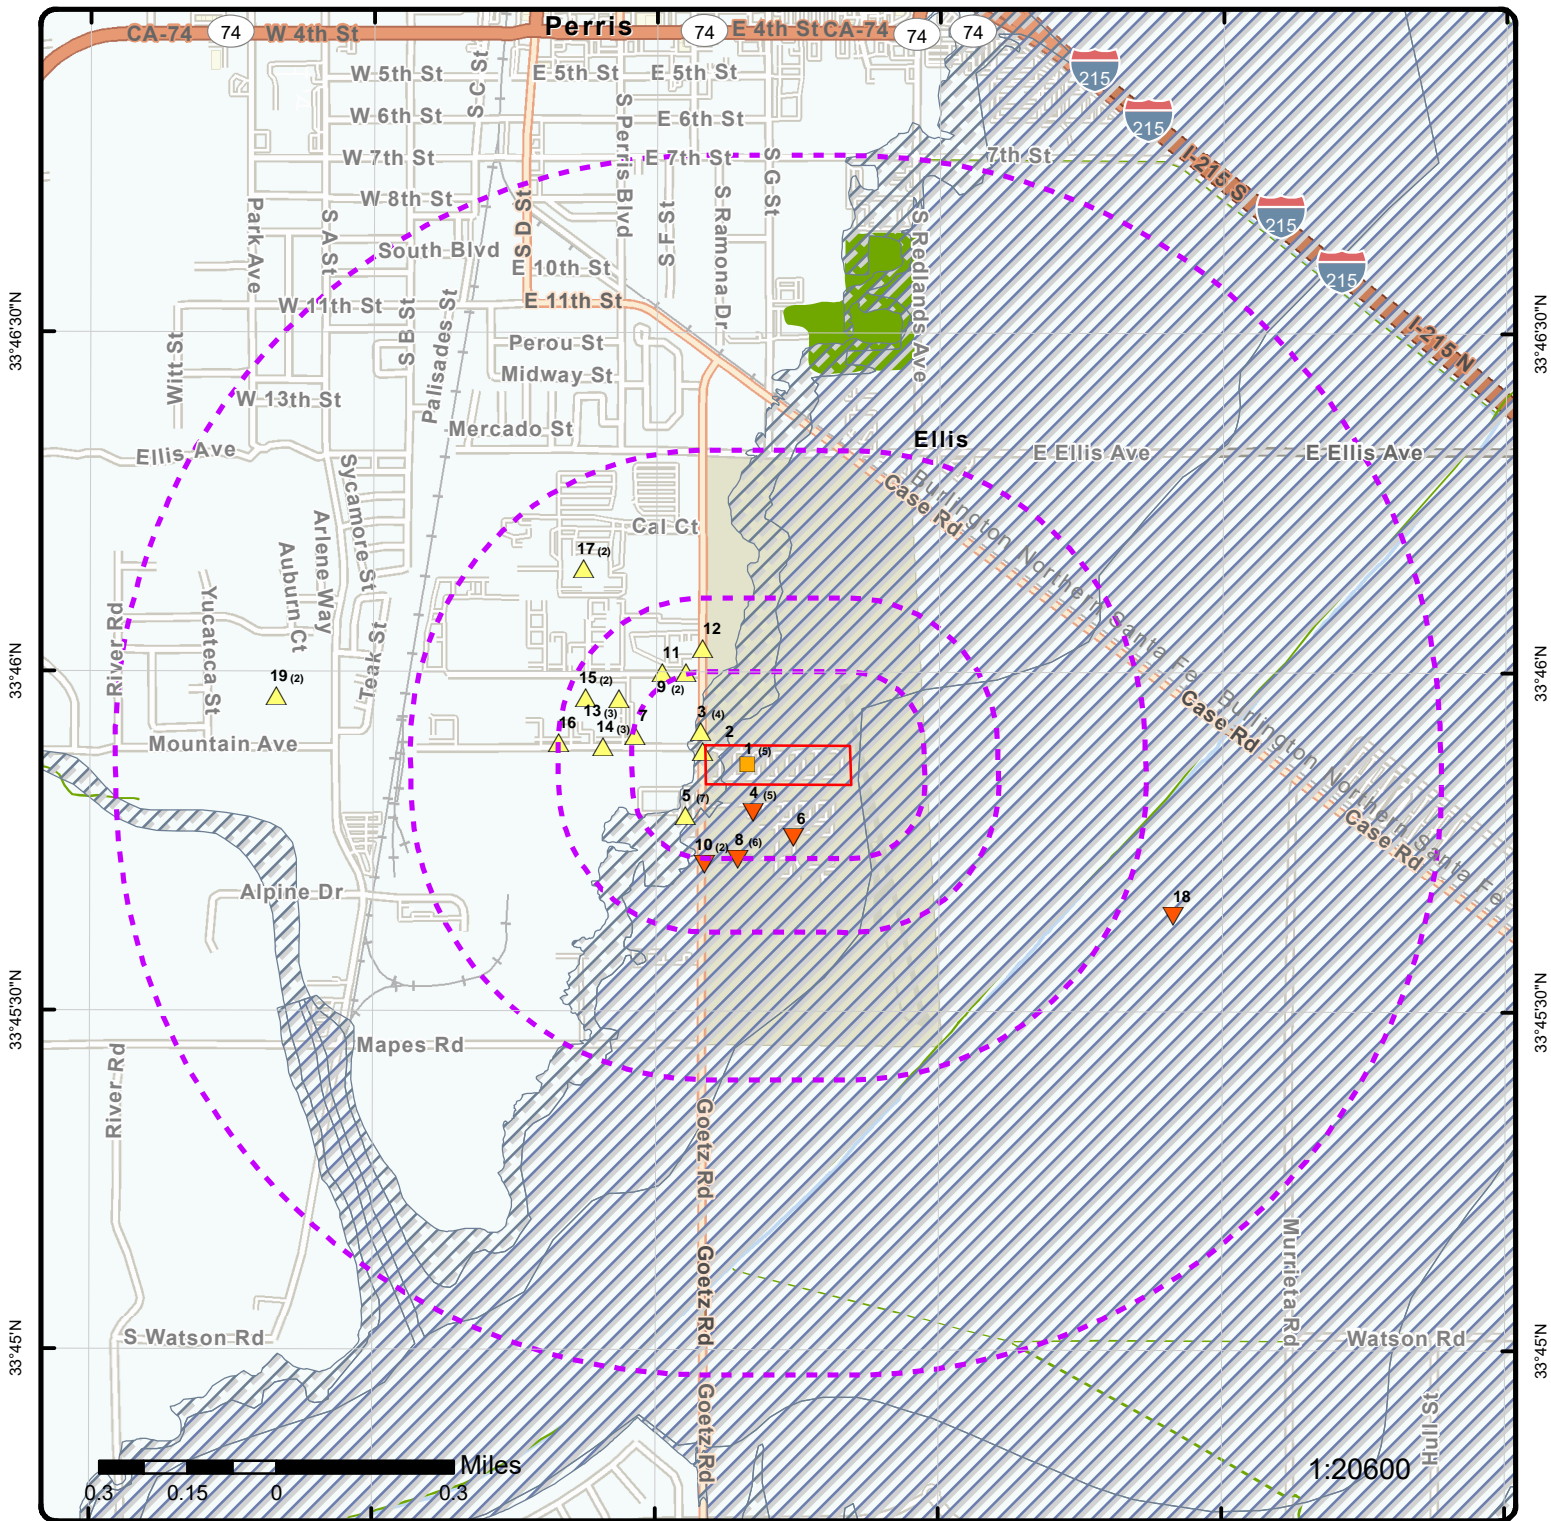 Perris
CA-74
74
W 4th St
74
E 4th St
CA-74
74
74
W 5th St
S C St
E 5th St
E 5th St
215
W 6th St
S Perris Blvd
E 6th St
215
W 7th St
E 7th St
S G St
7th St
I-215 S
W 8th St
S D St
S F St
S Ramona Dr
S Redlands Ave
215
Park Ave
S A St
South Blvd
E 10th St
215
W 11th St
E 11th St
33°46'30"N
33°46'30"N
Witt St
S B St
Palisades St
Perou St
I-215 N
Midway St
W 13th St
Mercado St
Ellis
Ellis Ave
E Ellis Ave
E Ellis Ave
Sycamore St
Case Rd
Burlington Northern Santa Fe
Cal Ct
Arlene Way
Auburn Ct
17 (2)
River Rd
Yucateca St
Teak St
12
33°46'N
33°46'N
11
19 (2)
15 (2)
9 (2)
13 (3)
7
3 (4)
16
14 (3)
2
Mountain Ave
1 (5)
Case Rd
Burlington Northern Santa Fe
4 (5)
5 (7)
6
Case Rd
10 (2)
8 (6)
Alpine Dr
18
33°45'30"N
33°45'30"N
Mapes Rd
River Rd
Goetz Rd
Murrieta Rd
Goetz Rd
S Watson Rd
Watson Rd
33°45'N
33°45'N
Goetz Rd
Hull St
Miles
1:20600
0.3
0.15
0
0.3